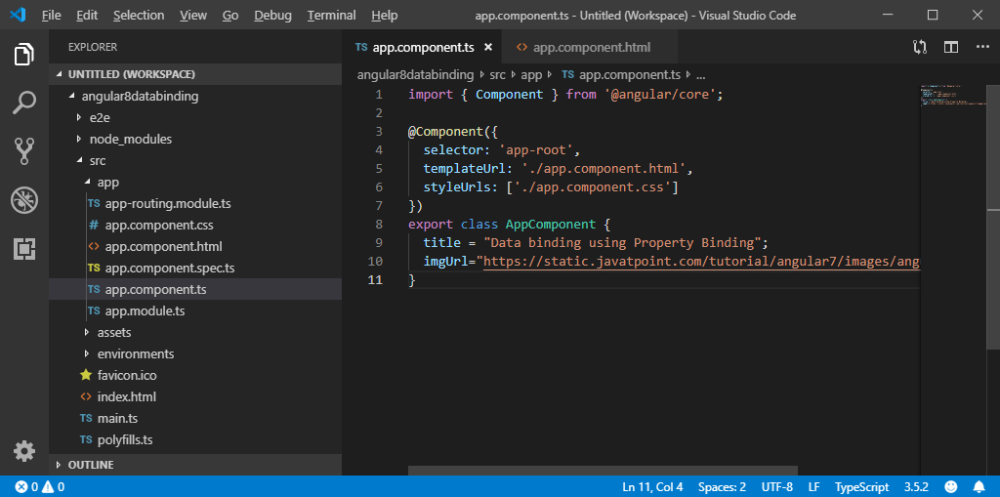 File Edit Selection View Go Debug Terminal Help app.component.ts - Untitled (Workspace) - Visual Studio Code
EXPLORER
UNTITLED (WORKSPACE)
angular8databinding
e2e
node_modules
src
app
TS app-routing.module.ts
# app.component.css
<> app.component.html
TS app.component.spec.ts
TS app.component.ts
TS app.module.ts
assets
environments
favicon.ico
<> index.html
TS main.ts
TS polyfills.ts
OUTLINE
TS app.component.ts × <> app.component.html
angular8databinding › src › app › TS app.component.ts › ...
1 import { Component } from '@angular/core';
2
3 @Component({
4 selector: 'app-root',
5 templateUrl: './app.component.html',
6 styleUrls: ['./app.component.css']
7 })
8 export class AppComponent {
9 title = "Data binding using Property Binding";
10 imgUrl="https://static.javatpoint.com/tutorial/angular7/images/ang
11 }
0 0 Ln 11, Col 4 Spaces: 2 UTF-8 LF TypeScript 3.5.2